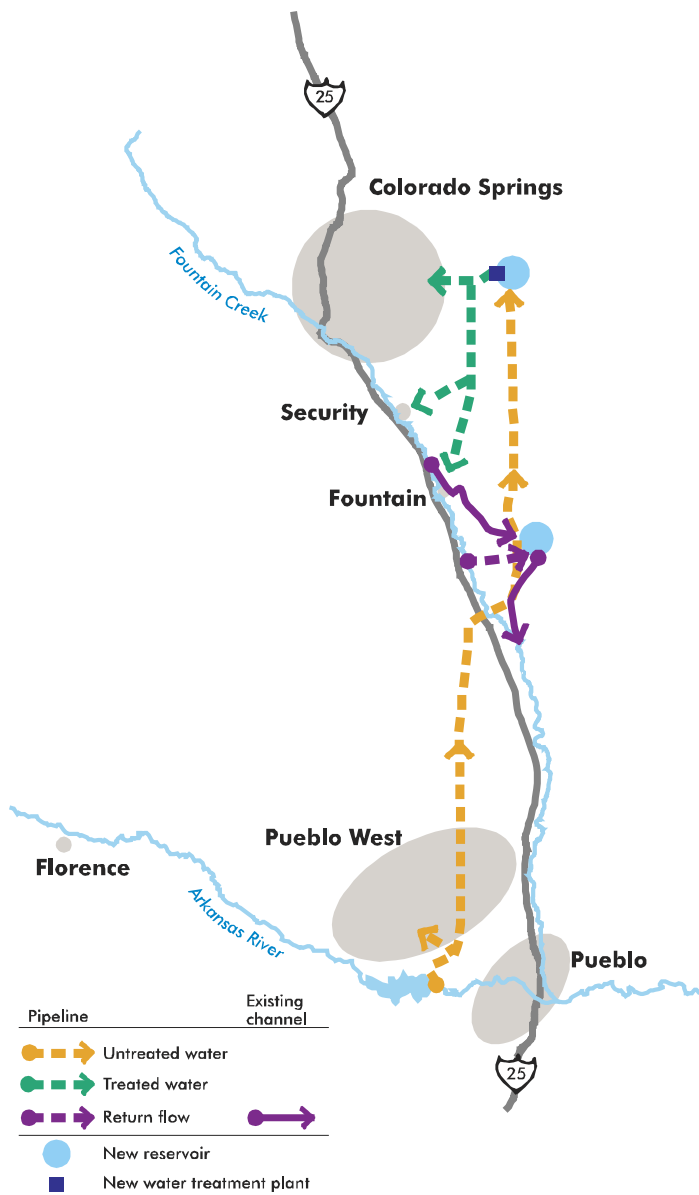 25
Colorado Springs
Fountain Creek
Security
Fountain
Pueblo West
Florence
Arkansas River
Pueblo
Pipeline
Existing
channel
Untreated water
Treated water
25
Return flow
New reservoir
New water treatment plant